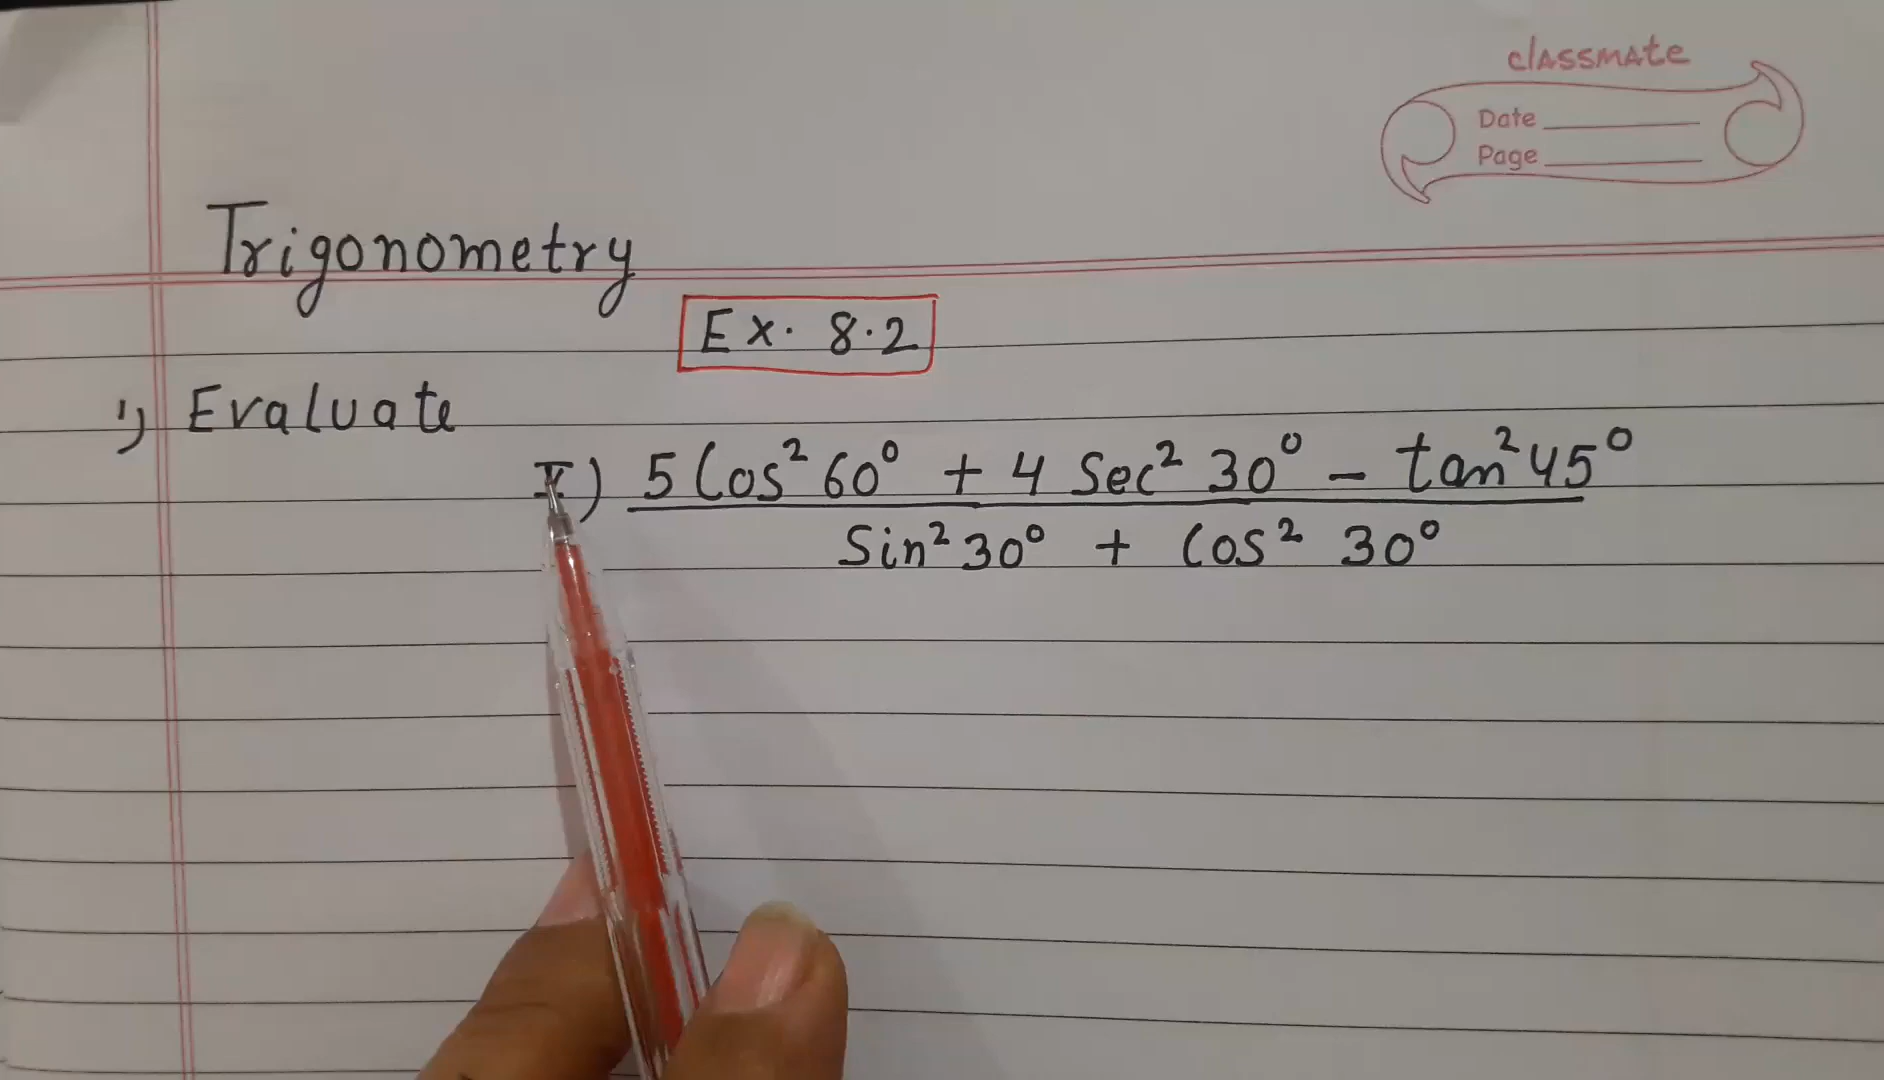 classmate
Date
Page
Trigonometry
Ex. 8.2
1) Evaluate
V) 5 Cos² 60° + 4 Sec² 30° - tan² 45°
Sin² 30° + Cos² 30°